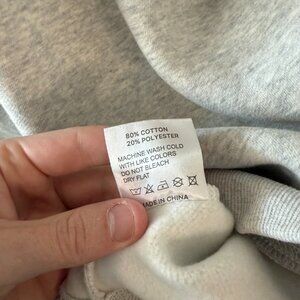 80% COTTON
20% POLYESTER
MACHINE WASH COLD
WITH LIKE COLORS
DO NOT BLEACH
DRY FLAT
MADE IN CHINA